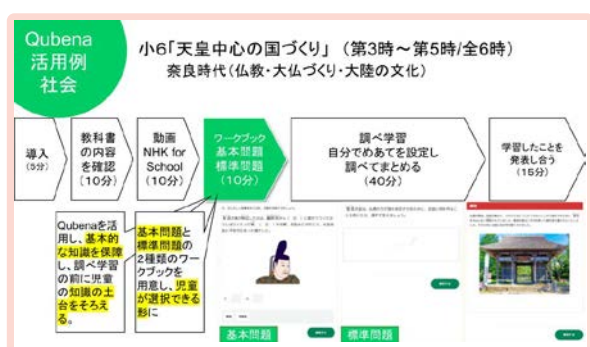 Qubena
活用例
社会
小6「天皇中心の国づくり」（第3時～第5時/全6時）
奈良時代（仏教・大仏づくり・大陸の文化）
導入
（5分）
教科書
の内容
を確認
（10分）
動画
NHK for
School
（10分）
ワークブック
基本問題
標準問題
（10分）
調べ学習
自分でめあてを設定し
調べてまとめる
（40分）
学習したことを
発表し合う
（15分）
Qubenaを活
用し、基本的
な知識を保障
し、調べ学習
の前に児童
の知識の土
台をそろえ
る。
基本問題と
標準問題の
2種類のワー
クブックを
用意し、児童
が選択できる
形に
基本問題
標準問題